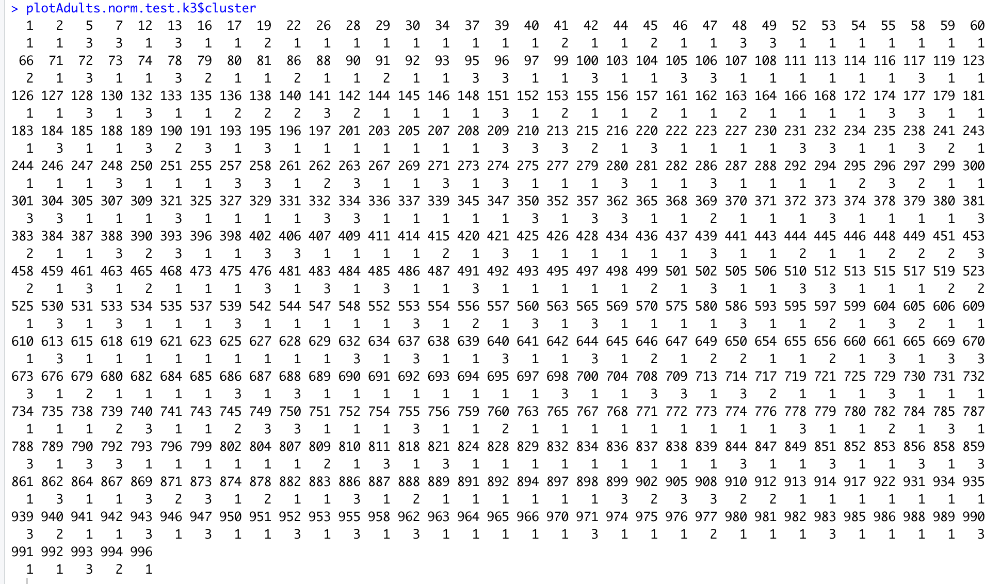 > plotAdults.norm.test.k3$cluster
1 2 5 7 12 13 16 17 19 22 26 28 29 30 34 37 39 40 41 42 44 45 46 47 48 49 52 53 54 55 58 59 60
1 1 3 3 1 3 1 1 2 1 1 1 1 1 1 1 1 1 2 1 1 2 1 1 3 3 1 1 1 1 1 1 1
66 71 72 73 74 78 79 80 81 86 88 90 91 92 93 95 96 97 99 100 103 104 105 106 107 108 111 113 114 116 117 119 123
2 1 3 1 1 3 2 1 1 2 1 1 2 1 1 3 3 1 1 3 1 1 3 3 1 1 1 1 1 1 3 1 1
126 127 128 130 132 133 135 136 138 140 141 142 144 145 146 148 151 152 153 155 156 157 161 162 163 164 166 168 172 174 177 179 181
1 1 3 1 3 1 1 2 2 2 3 2 1 1 1 1 3 1 2 1 1 2 1 1 2 1 1 1 1 3 3 1 1
183 184 185 188 189 190 191 193 195 196 197 201 203 205 207 208 209 210 213 215 216 220 222 223 227 230 231 232 234 235 238 241 243
1 3 1 1 3 2 3 1 3 1 1 1 1 1 1 1 3 3 3 2 1 3 1 1 1 1 3 3 1 1 3 2 1
244 246 247 248 250 251 255 257 258 261 262 263 267 269 271 273 274 275 277 279 280 281 282 286 287 288 292 294 295 296 297 299 300
1 1 1 3 1 1 1 3 3 1 2 3 1 1 3 1 3 1 1 1 3 1 1 3 1 1 1 1 2 3 2 1 1
301 304 305 307 309 321 325 327 329 331 332 334 336 337 339 345 347 350 352 357 362 365 368 369 370 371 372 373 374 378 379 380 381
3 3 1 1 1 3 1 1 1 1 3 3 1 1 1 1 1 3 1 3 3 1 1 2 1 1 1 3 1 1 1 1 3
383 384 387 388 390 393 396 398 402 406 407 409 411 414 415 420 421 425 426 428 434 436 437 439 441 443 444 445 446 448 449 451 453
2 1 1 3 2 3 1 1 3 3 1 1 1 1 2 1 3 1 1 1 1 1 1 3 1 1 2 1 1 2 2 2 3
458 459 461 463 465 468 473 475 476 481 483 484 485 486 487 491 492 493 495 497 498 499 501 502 505 506 510 512 513 515 517 519 523
2 1 3 1 2 1 1 1 3 1 3 1 3 1 1 3 1 1 1 1 1 2 1 3 1 1 3 3 1 1 1 2 2
525 530 531 533 534 535 537 539 542 544 547 548 552 553 554 556 557 560 563 565 569 570 575 580 586 593 595 597 599 604 605 606 609
1 3 1 3 1 1 1 3 1 1 1 1 1 3 1 2 1 3 1 3 1 1 1 1 3 1 1 2 1 3 2 1 1
610 613 615 618 619 621 623 625 627 628 629 632 634 637 638 639 640 641 642 644 645 646 647 649 650 654 655 656 660 661 665 669 670
1 3 1 1 1 1 1 1 1 1 1 3 1 3 1 1 3 1 1 3 1 2 1 2 2 1 1 2 1 3 1 3 3
673 676 679 680 682 684 685 686 687 688 689 690 691 692 693 694 695 697 698 700 704 708 709 713 714 717 719 721 725 729 730 731 732
3 1 2 1 1 1 1 3 1 3 1 1 1 1 1 1 1 1 3 1 1 3 3 1 3 2 1 1 1 3 1 1 1
734 735 738 739 740 741 743 745 749 750 751 752 754 755 756 759 760 763 765 767 768 771 772 773 774 776 778 779 780 782 784 785 787
1 1 1 2 3 1 1 2 3 3 1 1 1 3 1 1 2 1 1 1 1 1 1 1 1 1 3 1 1 2 1 3 1
788 789 790 792 793 796 799 802 804 807 809 810 811 818 821 824 828 829 832 834 836 837 838 839 844 847 849 851 852 853 856 858 859
3 1 3 3 1 1 1 1 1 1 2 1 3 1 3 1 1 1 1 1 1 1 1 1 3 1 1 3 1 1 3 1 3
861 862 864 867 869 871 873 874 878 882 883 886 887 888 889 891 892 894 897 898 899 902 905 908 910 912 913 914 917 922 931 934 935
1 3 1 1 3 2 3 1 2 1 1 3 1 2 1 1 1 1 1 1 3 2 3 3 2 2 1 1 1 1 1 1 1
939 940 941 942 943 946 947 950 951 952 953 955 958 962 963 964 965 966 970 971 974 975 976 977 980 981 982 983 985 986 988 989 990
3 2 1 1 3 1 3 1 1 3 1 3 1 3 1 1 1 1 1 3 1 1 1 2 1 1 1 3 1 1 1 1 3
991 992 993 994 996
1 1 3 2 1